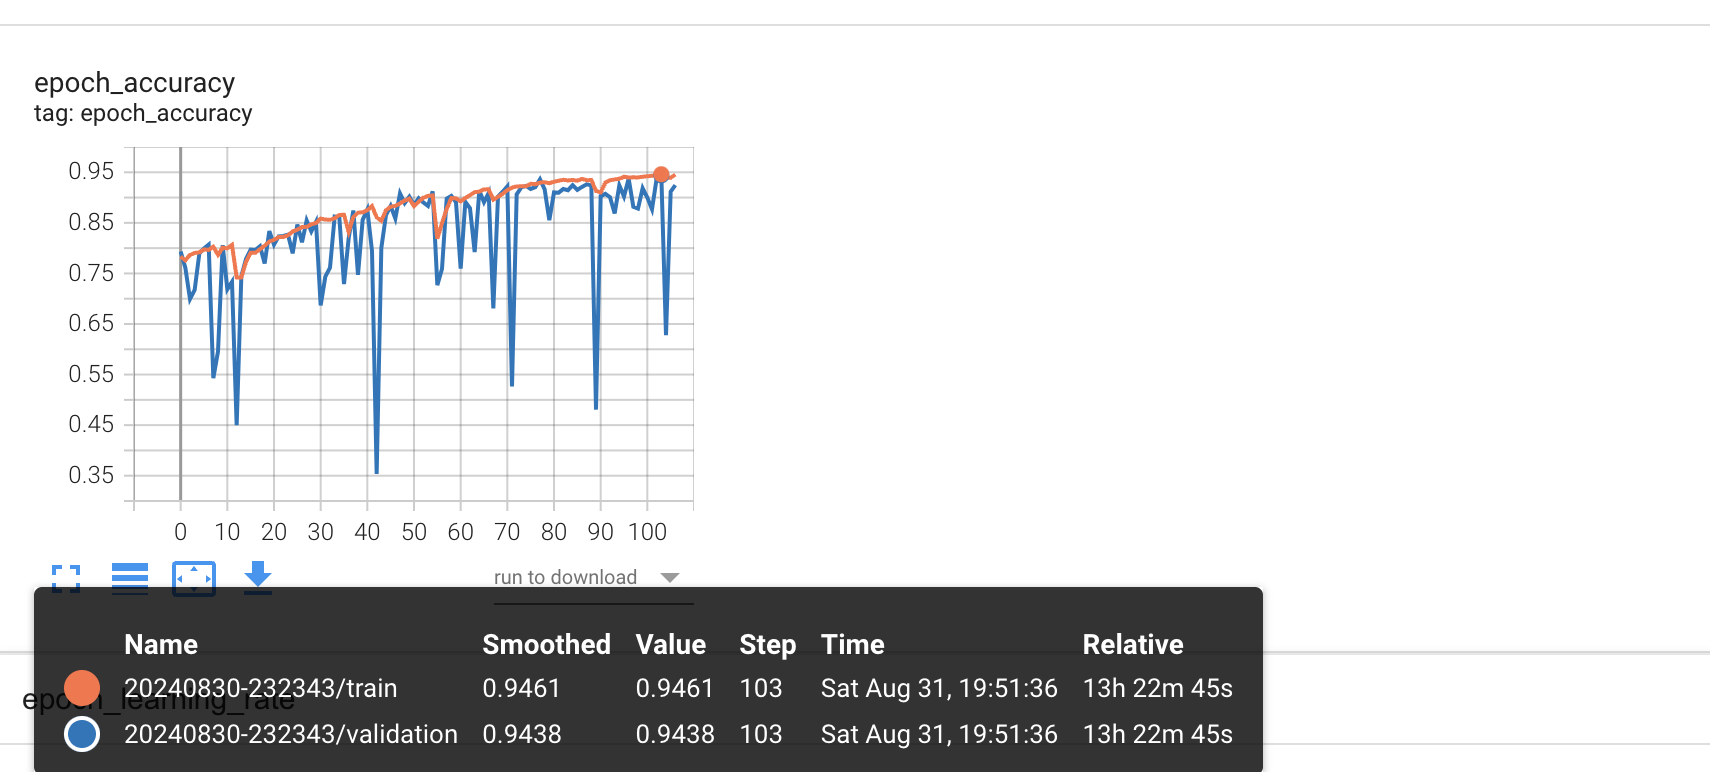 epoch_accuracy
tag: epoch_accuracy
0.95
0.85
0.75
0.65
0.55
0.45
0.35
0 10 20 30 40 50 60 70 80 90 100
run to download
Name Smoothed Value Step Time Relative
20240830-232343/train 0.9461 0.9461 103 Sat Aug 31, 19:51:36 13h 22m 45s
epoch_learning_rate
20240830-232343/validation 0.9438 0.9438 103 Sat Aug 31, 19:51:36 13h 22m 45s